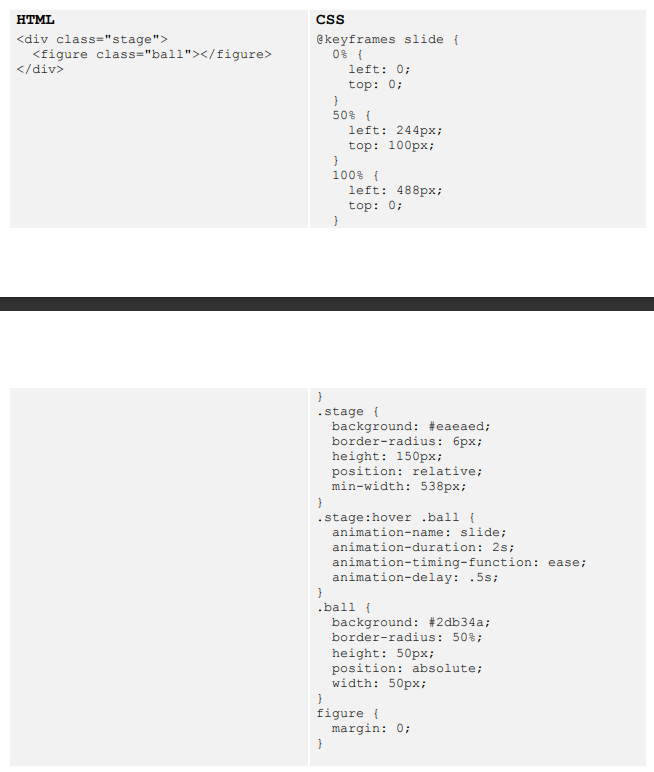 HTML
<div class="stage">
  <figure class="ball"></figure>
</div>
CSS
@keyframes slide {
  0% {
    left: 0;
    top: 0;
  }
  50% {
    left: 244px;
    top: 100px;
  }
  100% {
    left: 488px;
    top: 0;
  }
}
.stage {
  background: #eaeaed;
  border-radius: 6px;
  height: 150px;
  position: relative;
  min-width: 538px;
}
.stage:hover .ball {
  animation-name: slide;
  animation-duration: 2s;
  animation-timing-function: ease;
  animation-delay: .5s;
}
.ball {
  background: #2db34a;
  border-radius: 50%;
  height: 50px;
  position: absolute;
  width: 50px;
}
figure {
  margin: 0;
}